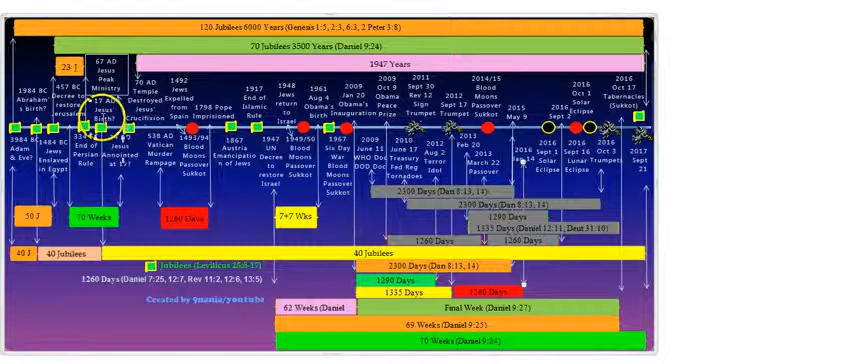 120 Jubilees 6000 Years (Genesis 1:5, 2:3, 6:3, 2 Peter 3:8)
70 Jubilees 3500 Years (Daniel 9:24)
23 J
67 AD
Jesus
Peak
Ministry
1947 Years
1984 BC
Abraham'
s birth?
457 BC
Decree to
restore
Jerusalem
17 AD
Jesus'
Birth?
70 AD
Temple
Destroyed
Jesus'
Crucifixion
1492
Jews
Expelled
from
Spain
1798 Pope
Imprisoned
1917
End of
Islamic
Rule
1948
Jews
return
to
1961
Aug 4
Obama's
birth
2009
Jan 20
Obama's
Inauguration
2009
Oct 9
Obama
Peace
Prize
2011
Sept 30
Rev 12
Sign
Trumpet
2012
Sept 17
Trumpet
2014/15
Blood
Moons
Passover
Sukkot
2015
May 9
2016
Sept 2
2016
Oct 1
Solar
Eclipse
2016
Oct 17
Tabernacles
(Sukkot)
3984 BC
Adam
& Eve?
1484 BC
Jews
Enslaved
in Egypt
End of
Persian
Rule
Jesus
Annointed
538 AD
Vatican
Murder
Rampage
1493/94
Blood
Moons
Passover
Sukkot
1867
Austria
Emancipatio
n of Jews
1947
UN
Decree
to
restore
Israel
1949/50
Blood
Moons
Passover
Sukkot
1967
Six Day
War
Blood
Moons
Passover
Sukkot
2009
June 11
WHO Doc
DOD Doc
2010
June 17
Treasury
Fed Reg
Tornadoes
2012
Aug 2
Terror
Idol
2013
Feb 20
2013
March 22
Passover
2016
2016
Sept 1
Solar
Eclipse
2016
Sept 16
Lunar
Eclipse
2016
Oct 3
Trumpets
2017
Sept
21
2300 Days (Dan 8:13, 14)
2300 Days (Dan 8:13, 14)
1290 Days
1335 Days (Daniel 12:11, Deut 31:10)
1260 Days
1260 Days
50 J
70 Weeks
1260 Days
7+7 Wks
40 J
40 Jubilees
40 Jubilees
Jubilees (Leviticus 25:8-17)
1260 Days (Daniel 7:25, 12:7, Rev 11:2, 12:6, 13:5)
Created by 9nania/youtube
2300 Days (Dan 8:13, 14)
1290 Days
1335 Days
1260 Days
62 Weeks (Daniel
Final Week (Daniel 9:27)
69 Weeks (Daniel 9:25)
70 Weeks (Daniel 9:24)